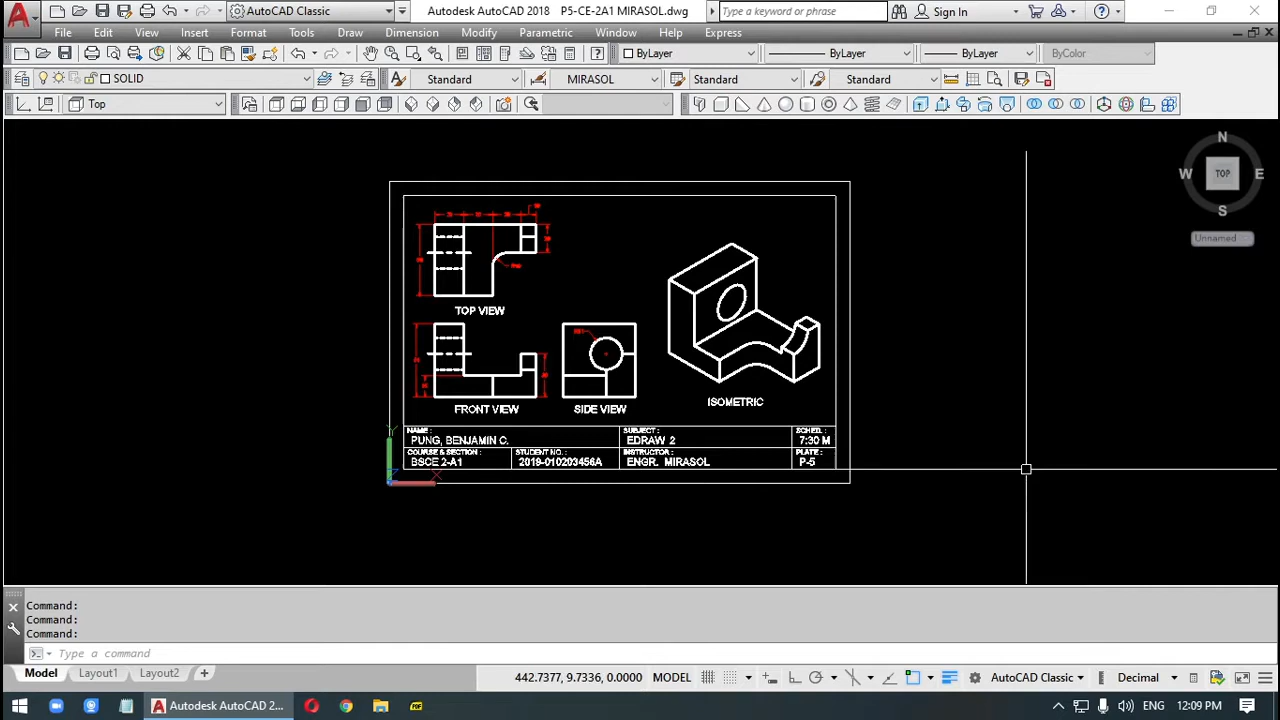 AutoCAD Classic
Autodesk AutoCAD 2018 P5-CE-2A1 MIRASOL.dwg
Type a keyword or phrase
Sign In
File Edit View Insert Format Tools Draw Dimension Modify Parametric Window Help Express
ByLayer ByLayer ByLayer ByColor
SOLID Standard MIRASOL Standard Standard
Top
N
W TOP E
S
Unnamed
TOP VIEW
FRONT VIEW
SIDE VIEW
ISOMETRIC
NAME : SUBJECT : SCHED. :
PUNG, BENJAMIN C. EDRAW 2 7:30 M
COURSE & SECTION : STUDENT NO. : INSTRUCTOR : PLATE :
BSCE 2-A1 2019-010203456A ENGR. MIRASOL P-5
Y
X
Command:
Command:
Command:
Type a command
Model Layout1 Layout2 +
442.7377, 9.7336, 0.0000 MODEL AutoCAD Classic Decimal
Autodesk AutoCAD 2... ENG 12:09 PM